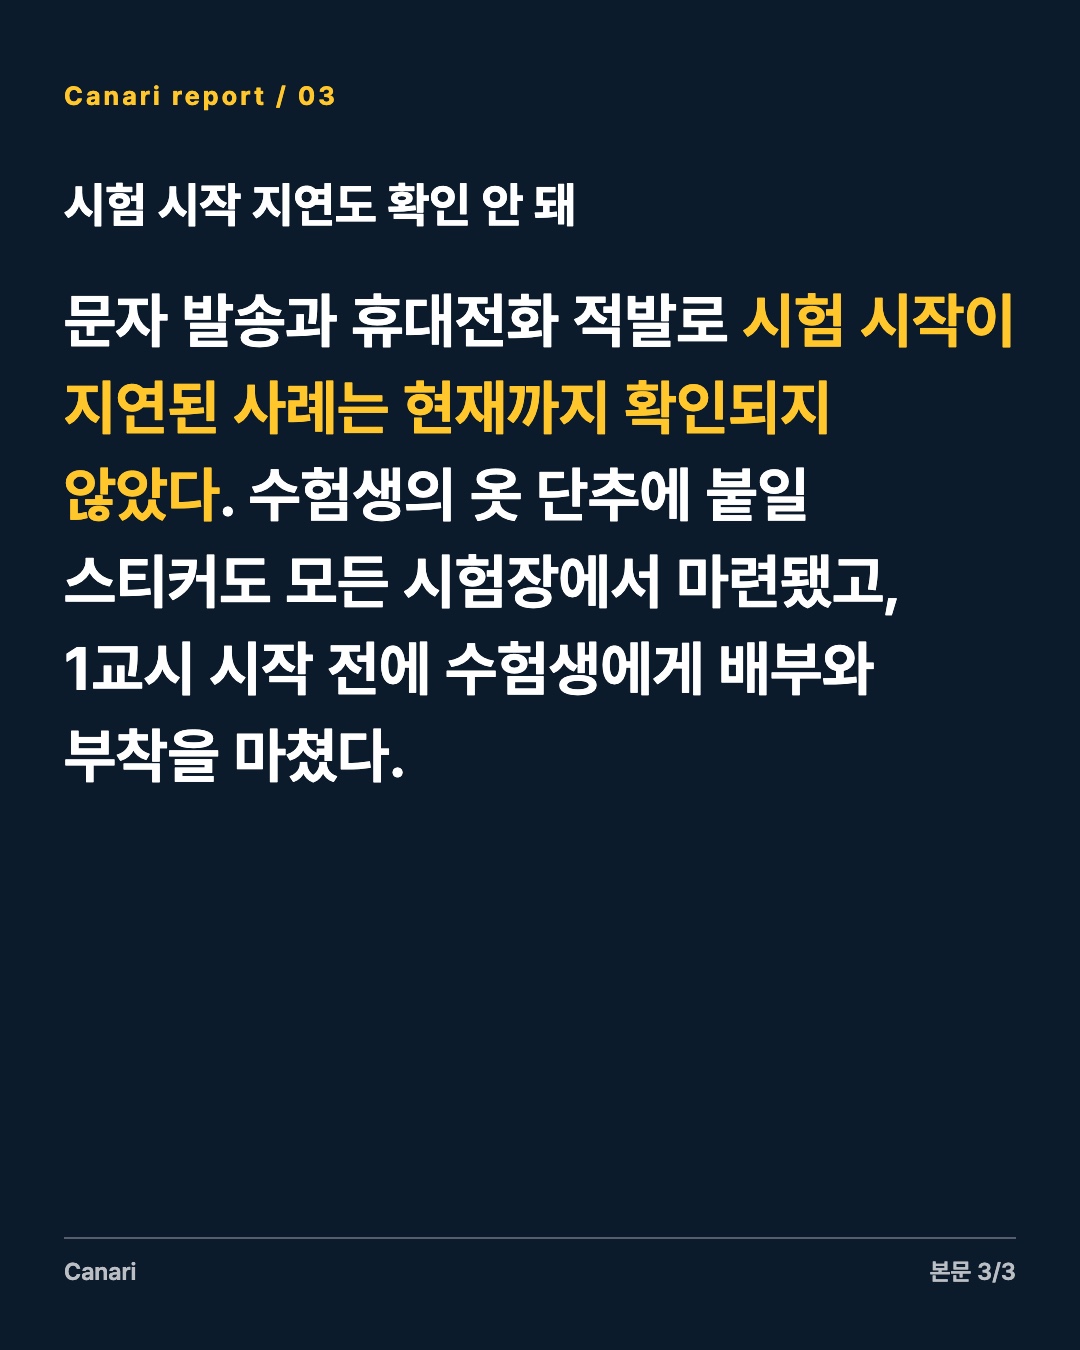 Canari report / 03
시험 시작 지연도 확인 안 돼
문자 발송과 휴대전화 적발로 시험 시작이
지연된 사례는 현재까지 확인되지
않았다. 수험생의 옷 단추에 붙일
스티커도 모든 시험장에서 마련됐고,
1교시 시작 전에 수험생에게 배부와
부착을 마쳤다.
Canari
본문 3/3